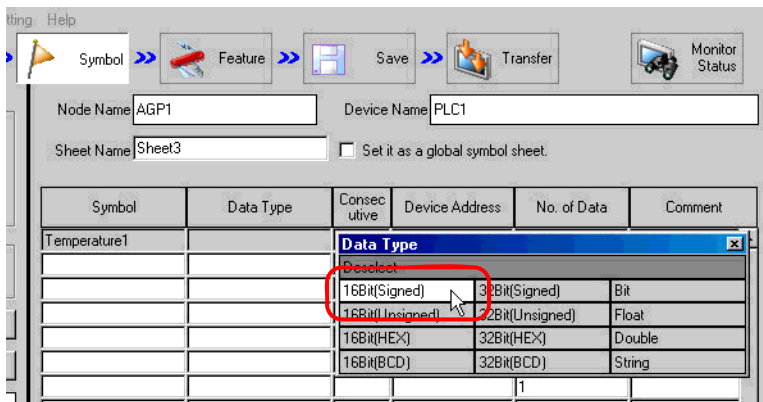 tting Help
Symbol Feature Save Transfer Monitor
Status
Node Name AGP1 Device Name PLC1
Sheet Name Sheet3 Set it as a global symbol sheet.
Symbol Data Type Consec
utive Device Address No. of Data Comment
Temperature1
Data Type
Deselect
16Bit(Signed) 32Bit(Signed) Bit
16Bit(Unsigned) 32Bit(Unsigned) Float
16Bit(HEX) 32Bit(HEX) Double
16Bit(BCD) 32Bit(BCD) String
1